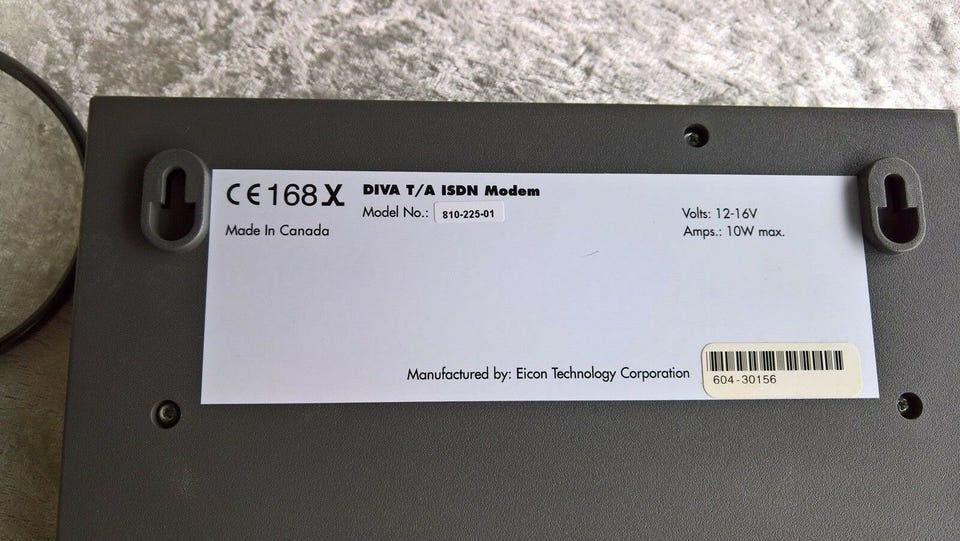 CE168X DIVA T/A ISDN Modem
Model No.: 810-225-01
Volts: 12-16V
Made In Canada
Amps.: 10W max.
Manufactured by: Eicon Technology Corporation
604-30156